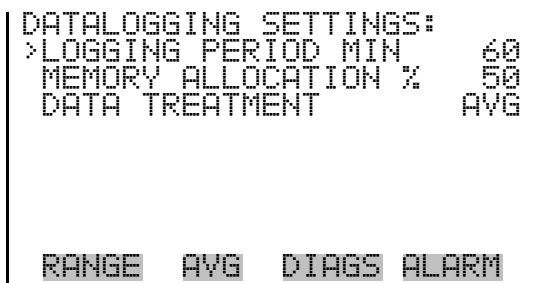 DATALOGGING SETTINGS:
>LOGGING PERIOD MIN 60
MEMORY ALLOCATION % 50
DATA TREATMENT AVG
RANGE AVG DIAGS ALARM